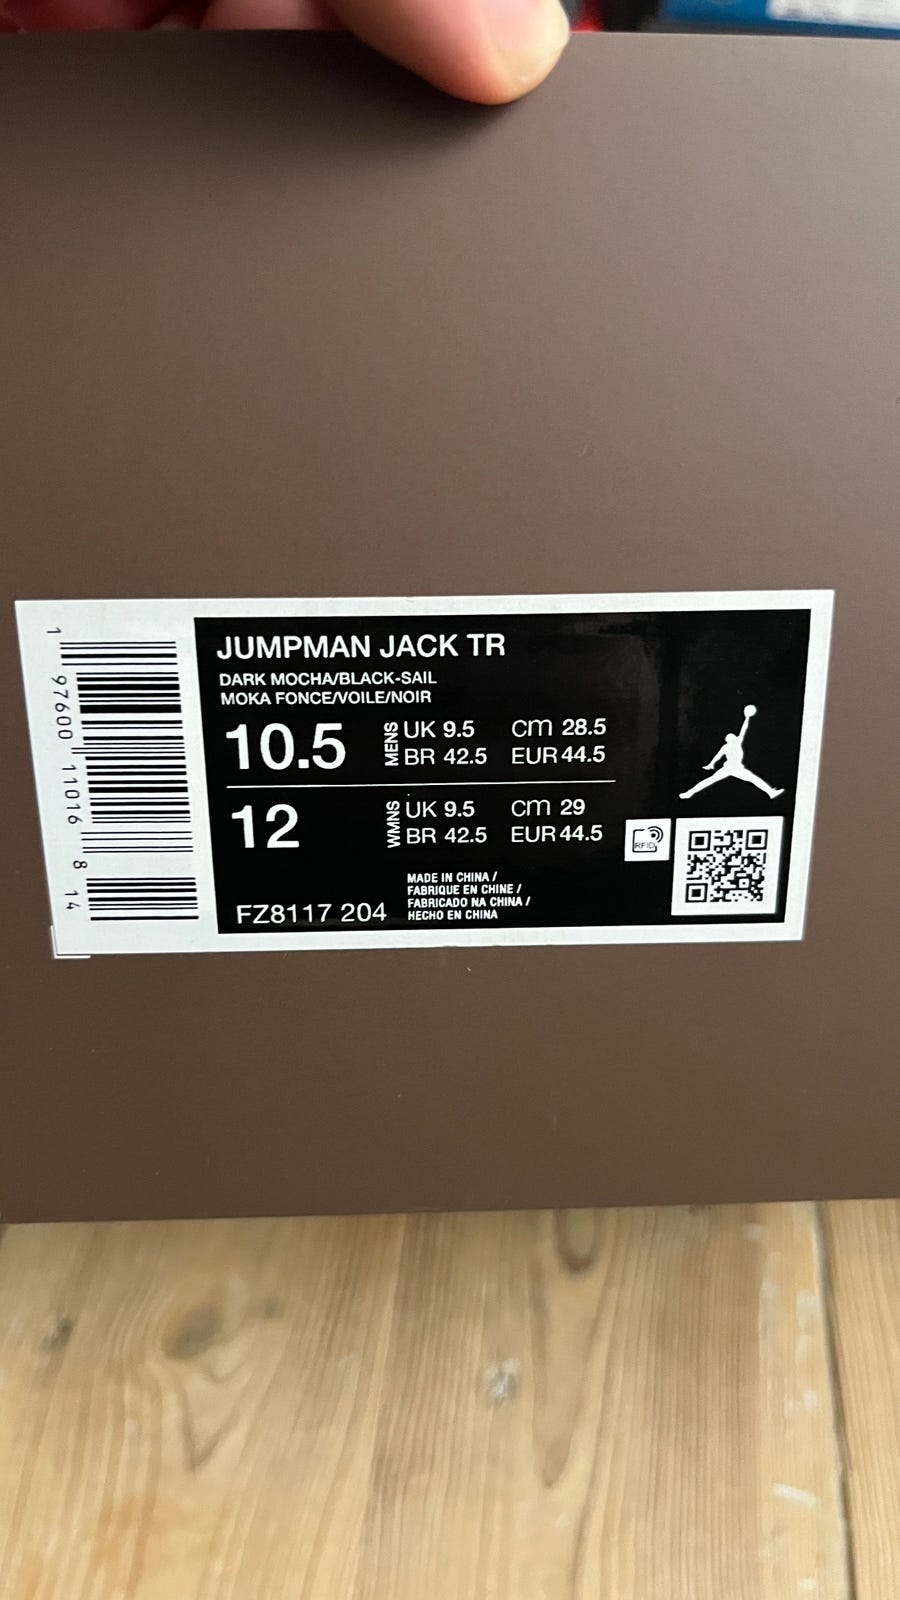 JUMPMAN JACK TR
DARK MOCHA/BLACK-SAIL
MOKA FONCE/VOILE/NOIR
10.5 MENS UK 9.5 CM 28.5
BR 42.5 EUR 44.5
12 WMNS UK 9.5 CM 29
BR 42.5 EUR 44.5
RFID
MADE IN CHINA /
FABRIQUE EN CHINE /
FABRICADO NA CHINA /
HECHO EN CHINA
FZ8117 204
1 97600 11016 8 14